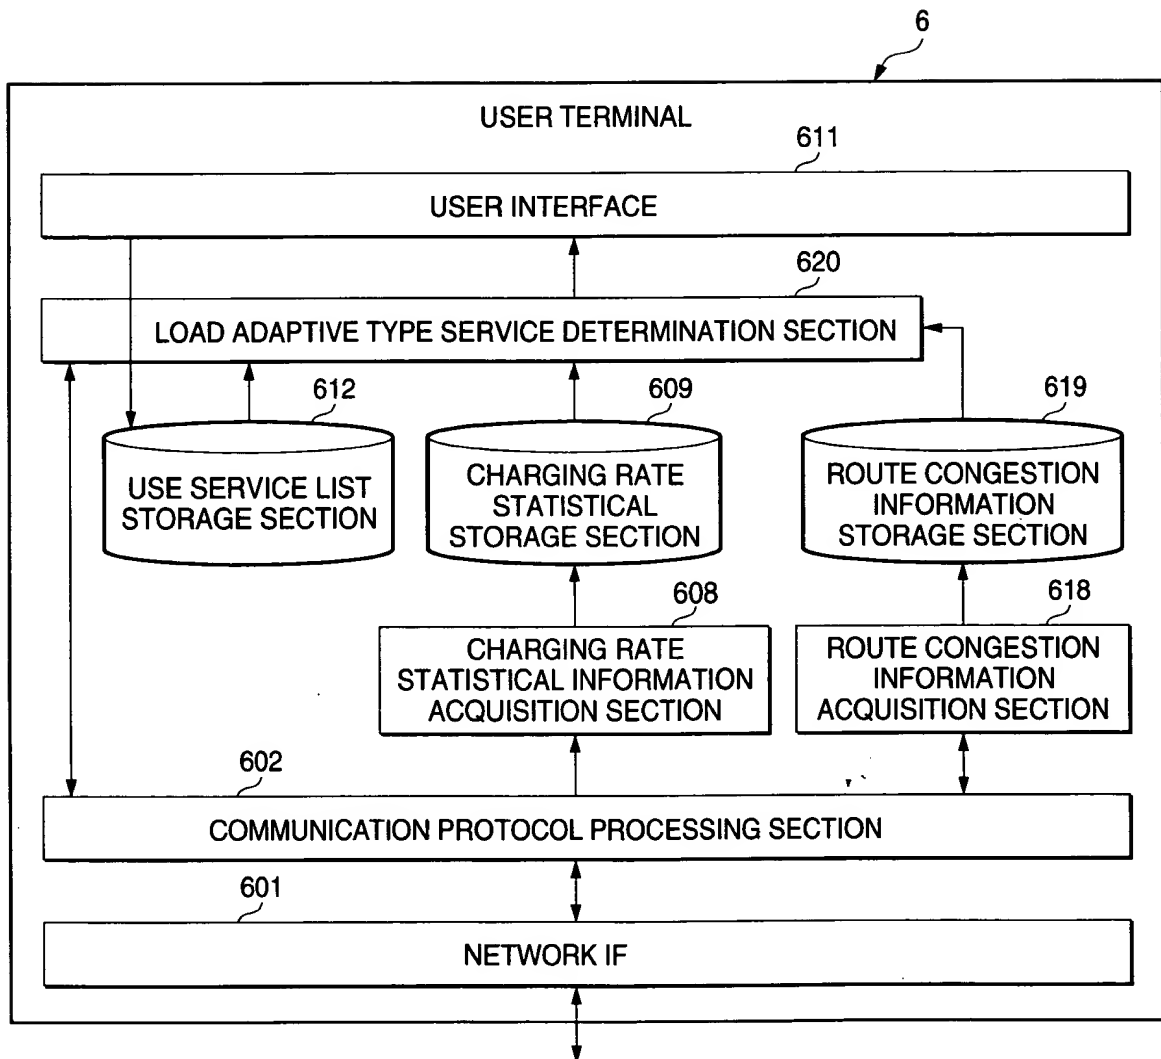 6
USER TERMINAL
611
USER INTERFACE
620
LOAD ADAPTIVE TYPE SERVICE DETERMINATION SECTION
612
USE SERVICE LIST
STORAGE SECTION
609
CHARGING RATE
STATISTICAL
STORAGE SECTION
619
ROUTE CONGESTION
INFORMATION
STORAGE SECTION
608
CHARGING RATE
STATISTICAL INFORMATION
ACQUISITION SECTION
618
ROUTE CONGESTION
INFORMATION
ACQUISITION SECTION
602
COMMUNICATION PROTOCOL PROCESSING SECTION
601
NETWORK IF